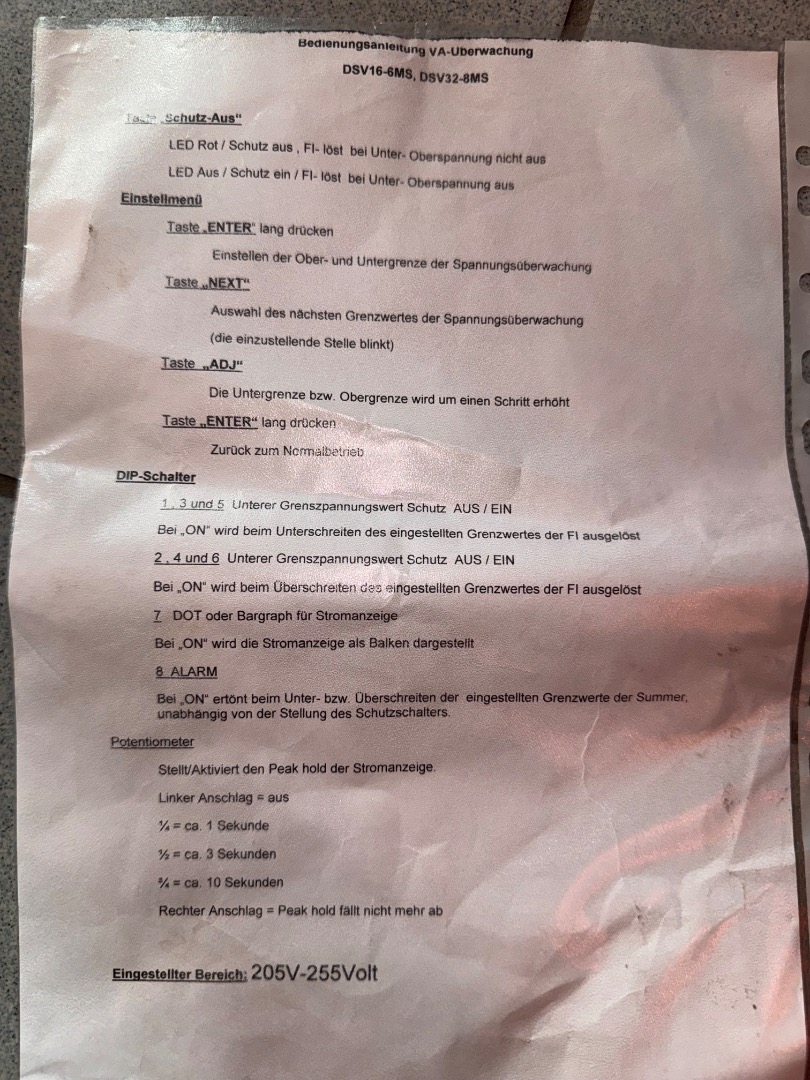 Bedienungsanleitung VA-Überwachung
DSV16-6MS, DSV32-8MS
Taste „Schutz-Aus“
LED Rot / Schutz aus , FI- löst bei Unter- Oberspannung nicht aus
LED Aus / Schutz ein / FI- löst bei Unter- Oberspannung aus
Einstellmenü
Taste „ENTER“ lang drücken
Einstellen der Ober- und Untergrenze der Spannungsüberwachung
Taste „NEXT“
Auswahl des nächsten Grenzwertes der Spannungsüberwachung
(die einzustellende Stelle blinkt)
Taste „ADJ“
Die Untergrenze bzw. Obergrenze wird um einen Schritt erhöht
Taste „ENTER“ lang drücken
Zurück zum Normalbetrieb
DIP-Schalter
1 , 3 und 5 Unterer Grenszpannungswert Schutz AUS / EIN
Bei „ON“ wird beim Unterschreiten des eingestellten Grenzwertes der FI ausgelöst
2 , 4 und 6 Unterer Grenszpannungswert Schutz AUS / EIN
Bei „ON“ wird beim Überschreiten des eingestellten Grenzwertes der FI ausgelöst
7 DOT oder Bargraph für Stromanzeige
Bei „ON“ wird die Stromanzeige als Balken dargestellt
8 ALARM
Bei „ON“ ertönt beim Unter- bzw. Überschreiten der eingestellten Grenzwerte der Summer,
unabhängig von der Stellung des Schutzschalters.
Potentiometer
Stellt/Aktiviert den Peak hold der Stromanzeige.
Linker Anschlag = aus
¼ = ca. 1 Sekunde
½ = ca. 3 Sekunden
¾ = ca. 10 Sekunden
Rechter Anschlag = Peak hold fällt nicht mehr ab
Eingestellter Bereich: 205V-255Volt